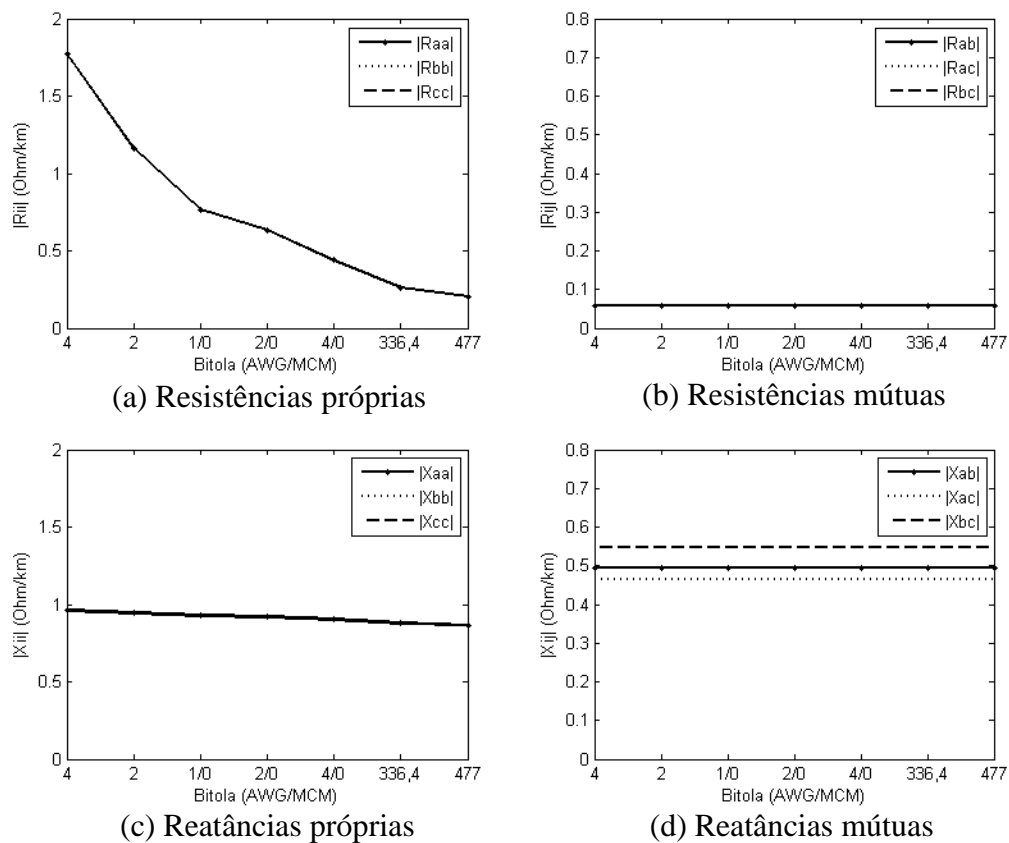 2
1.5
1
0.5
0
|Rii| (Ohm/km)
|Raa|
|Rbb|
|Rcc|
4 2 1/0 2/0 4/0 336,4 477
Bitola (AWG/MCM)
(a) Resistências próprias
0.8
0.7
0.6
0.5
0.4
0.3
0.2
0.1
0
|Rij| (Ohm/km)
|Rab|
|Rac|
|Rbc|
4 2 1/0 2/0 4/0 336,4 477
Bitola (AWG/MCM)
(b) Resistências mútuas
2
1.5
1
0.5
0
|Xii| (Ohm/km)
|Xaa|
|Xbb|
|Xcc|
4 2 1/0 2/0 4/0 336,4 477
Bitola (AWG/MCM)
(c) Reatâncias próprias
0.8
0.7
0.6
0.5
0.4
0.3
0.2
0.1
0
|Xij| (Ohm/km)
|Xab|
|Xac|
|Xbc|
4 2 1/0 2/0 4/0 336,4 477
Bitola (AWG/MCM)
(d) Reatâncias mútuas